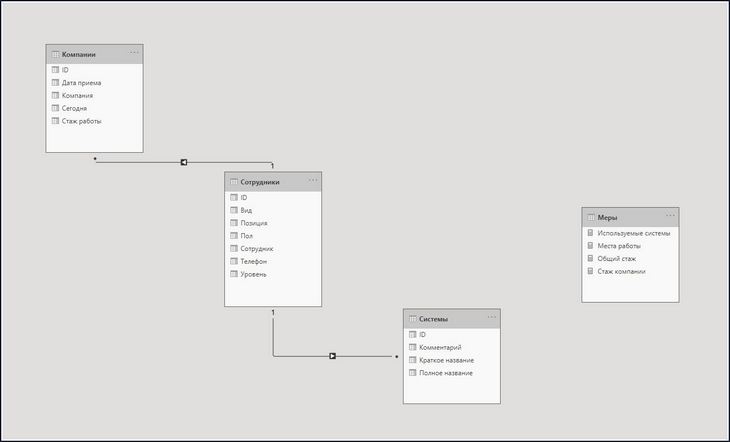 Компании ...
ID
Дата приема
Компания
Сегодня
Стаж работы
*
1
Сотрудники ...
ID
Вид
Позиция
Пол
Сотрудник
Телефон
Уровень
1
*
Системы ...
ID
Комментарий
Краткое название
Полное название
Меры ...
Используемые системы
Места работы
Общий стаж
Стаж компании